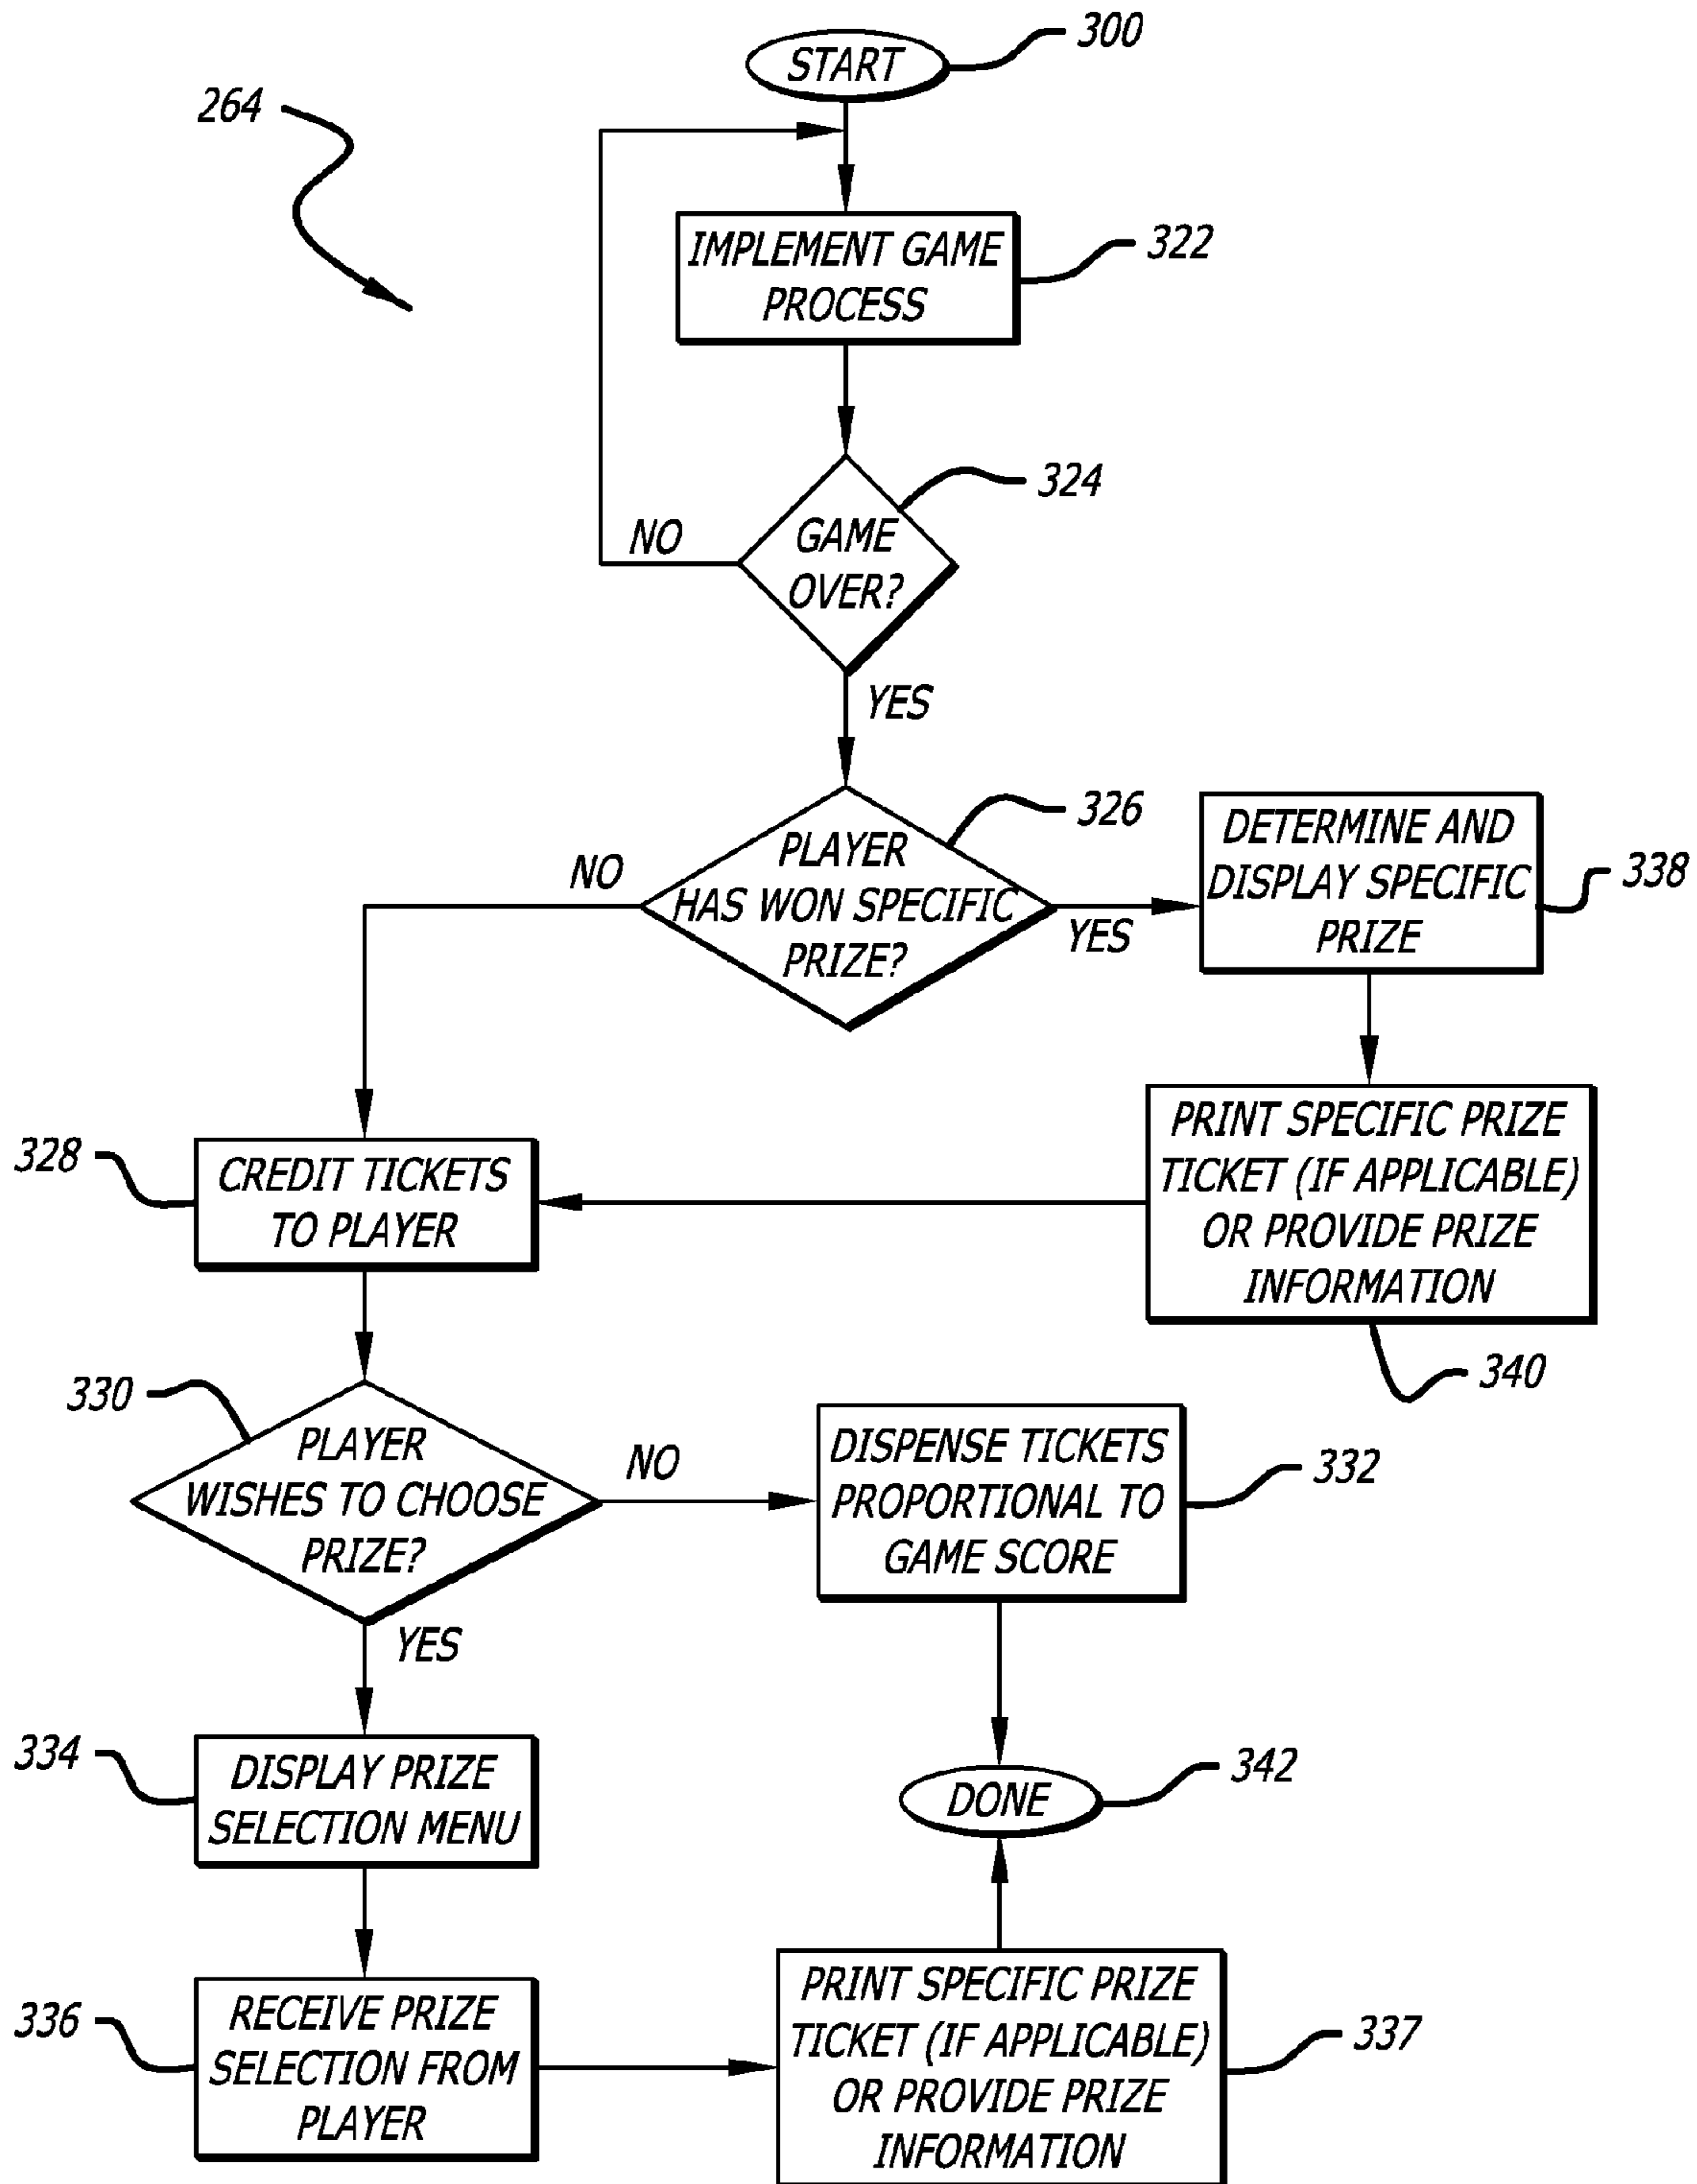 START
300
264
IMPLEMENT GAME
PROCESS
322
324
GAME
OVER?
NO
YES
326
PLAYER
HAS WON SPECIFIC
PRIZE?
NO
YES
DETERMINE AND
DISPLAY SPECIFIC
PRIZE
338
PRINT SPECIFIC PRIZE
TICKET (IF APPLICABLE)
OR PROVIDE PRIZE
INFORMATION
340
328
CREDIT TICKETS
TO PLAYER
330
PLAYER
WISHES TO CHOOSE
PRIZE?
NO
YES
DISPENSE TICKETS
PROPORTIONAL TO
GAME SCORE
332
334
DISPLAY PRIZE
SELECTION MENU
DONE
342
336
RECEIVE PRIZE
SELECTION FROM
PLAYER
PRINT SPECIFIC PRIZE
TICKET (IF APPLICABLE)
OR PROVIDE PRIZE
INFORMATION
337